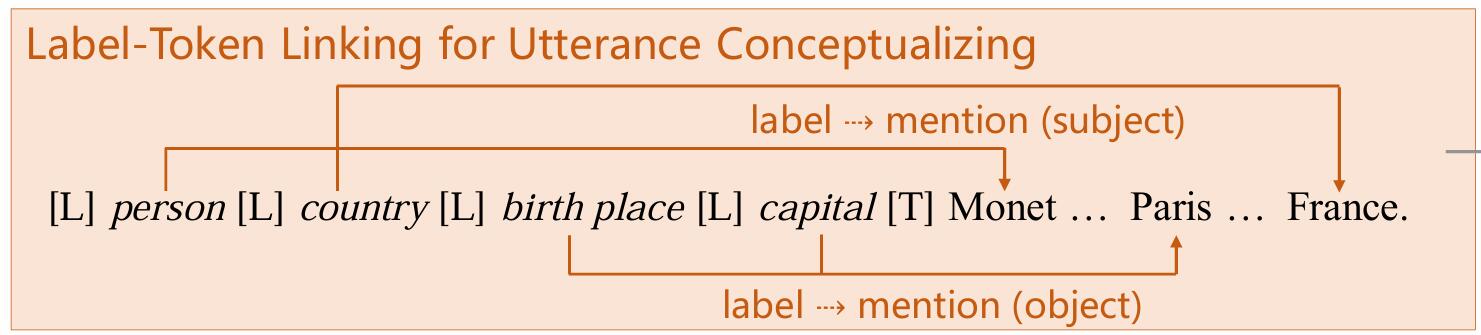 Label-Token Linking for Utterance Conceptualizing
label ⤏ mention (subject)
[L] person [L] country [L] birth place [L] capital [T] Monet … Paris … France.
label ⤏ mention (object)